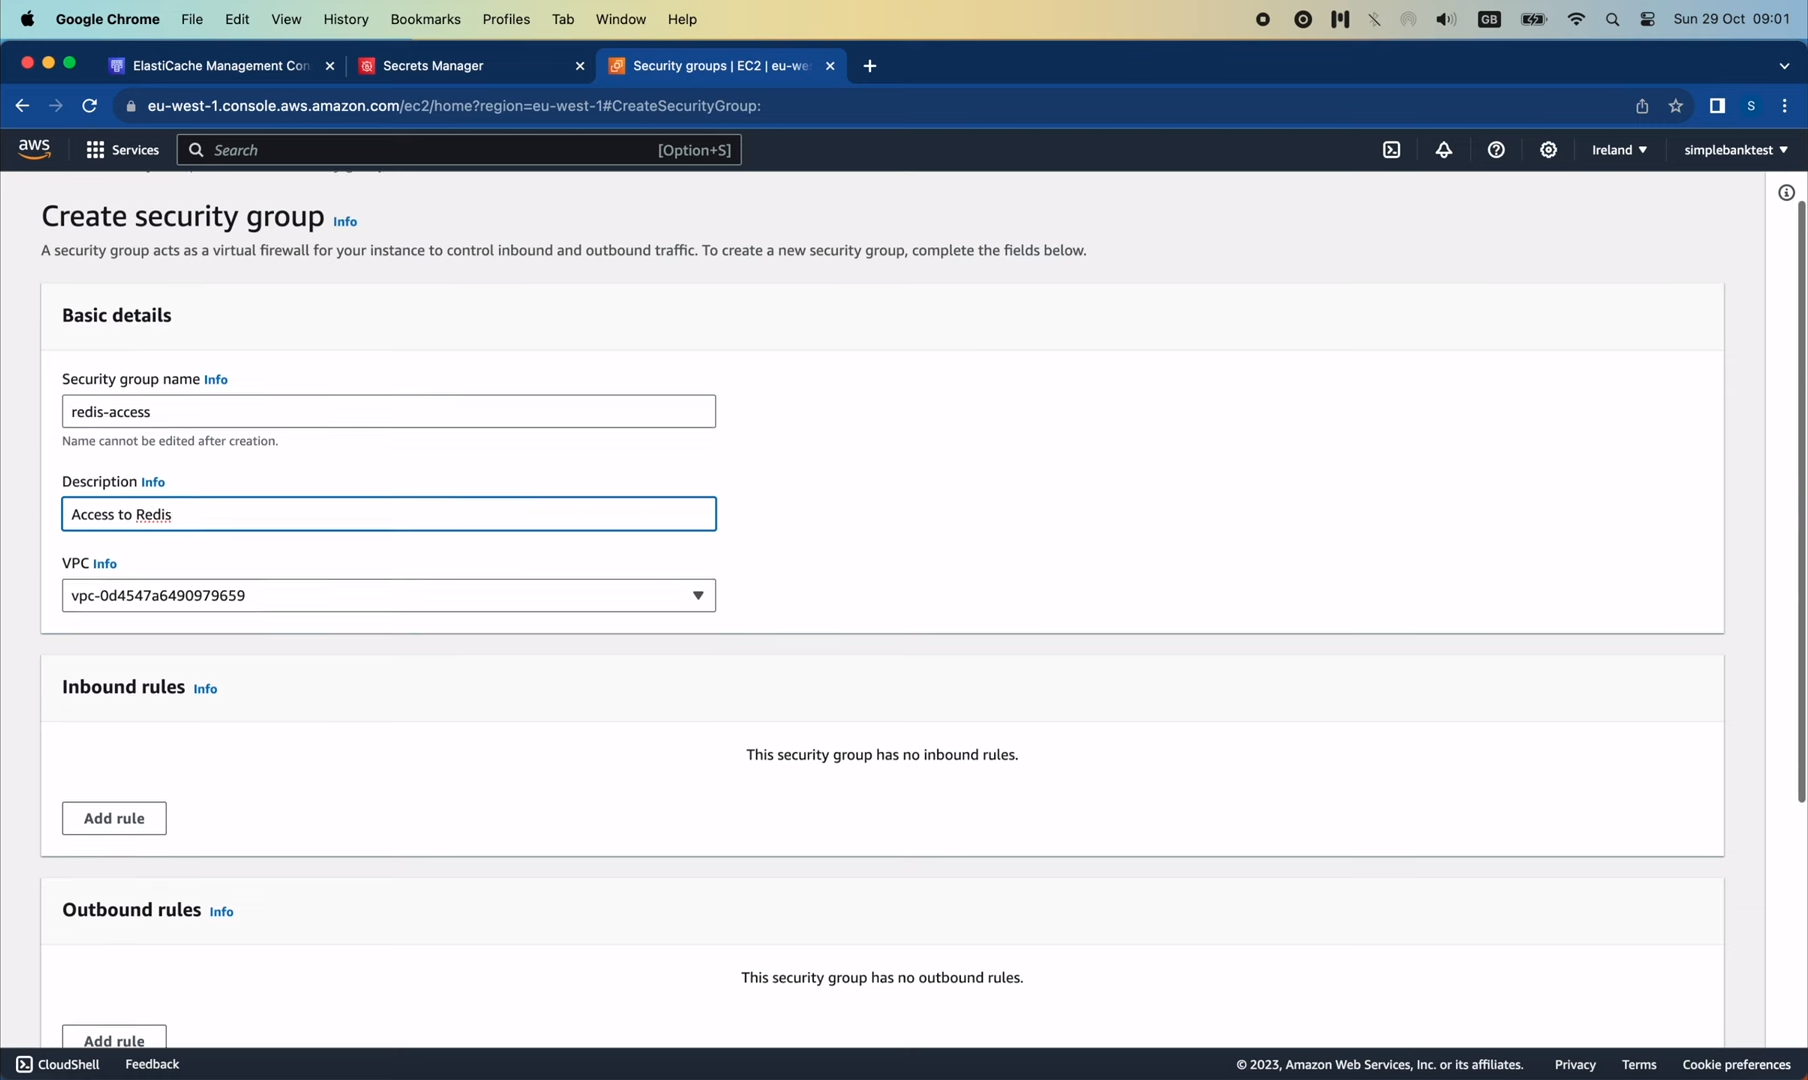 Google Chrome File Edit View History Bookmarks Profiles Tab Window Help GB Sun 29 Oct 09:01
ElastiCache Management Con
Secrets Manager
Security groups | EC2 | eu-we
eu-west-1.console.aws.amazon.com/ec2/home?region=eu-west-1#CreateSecurityGroup:
S
aws Services Search [Option+S] Ireland simplebanktest
Create security group Info
A security group acts as a virtual firewall for your instance to control inbound and outbound traffic. To create a new security group, complete the fields below.
Basic details
Security group name Info
redis-access
Name cannot be edited after creation.
Description Info
Access to Redis
VPC Info
vpc-0d4547a6490979659
Inbound rules Info
This security group has no inbound rules.
Add rule
Outbound rules Info
This security group has no outbound rules.
Add rule
CloudShell Feedback © 2023, Amazon Web Services, Inc. or its affiliates. Privacy Terms Cookie preferences